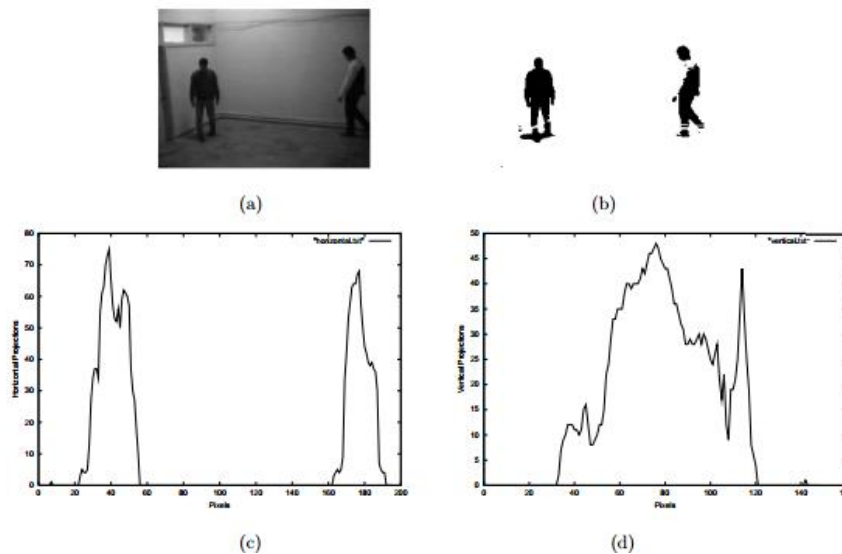 (a)
(b)
80
70
60
50
40
30
20
10
0
Horizontal Projections
"horizontal.txt"
0 20 40 60 80 100 120 140 160 180 200
Pixels
(c)
50
45
40
35
30
25
20
15
10
5
0
Vertical Projections
"vertical.txt"
0 20 40 60 80 100 120 140
Pixels
(d)